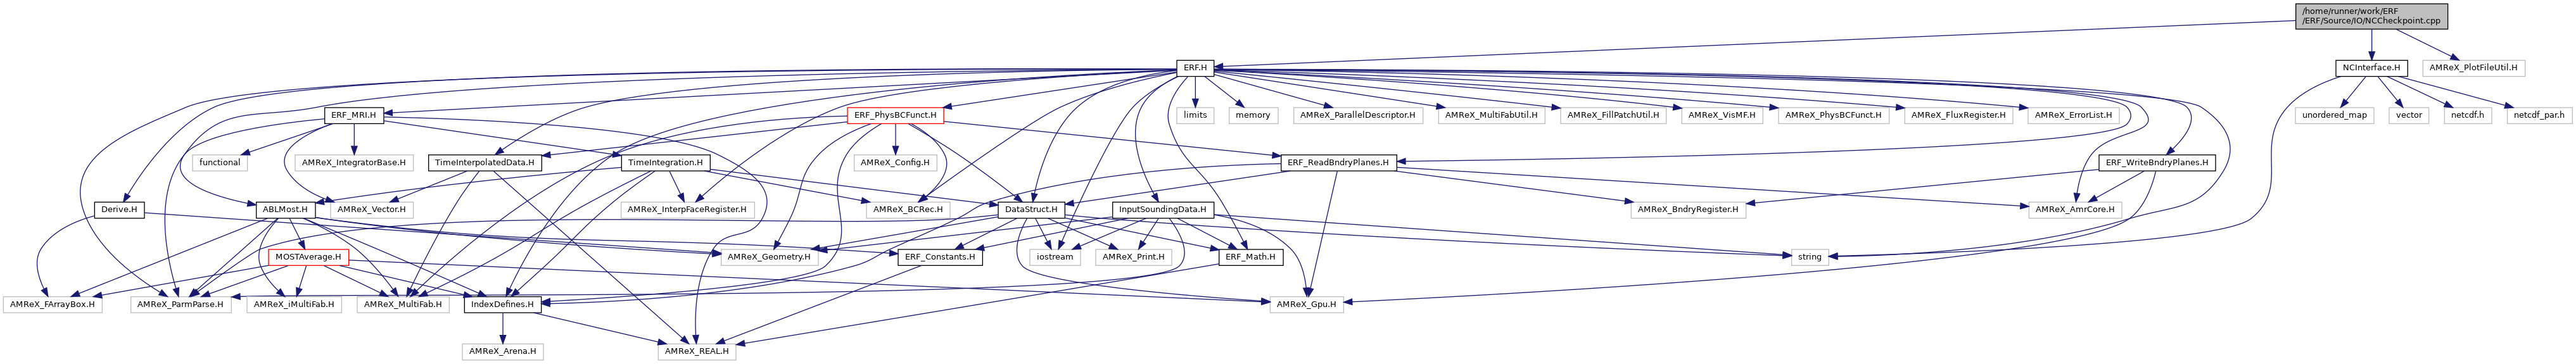 /home/runner/work/ERF
/ERF/Source/IO/NCCheckpoint.cpp
ERF.H
NCInterface.H
AMReX_PlotFileUtil.H
ERF_MRI.H
ERF_PhysBCFunct.H
limits
memory
AMReX_ParallelDescriptor.H
AMReX_MultiFabUtil.H
AMReX_FillPatchUtil.H
AMReX_VisMF.H
AMReX_PhysBCFunct.H
AMReX_FluxRegister.H
AMReX_ErrorList.H
unordered_map
vector
netcdf.h
netcdf_par.h
functional
AMReX_IntegratorBase.H
TimeInterpolatedData.H
TimeIntegration.H
AMReX_Config.H
ERF_ReadBndryPlanes.H
ERF_WriteBndryPlanes.H
Derive.H
ABLMost.H
AMReX_Vector.H
AMReX_InterpFaceRegister.H
AMReX_BCRec.H
DataStruct.H
InputSoundingData.H
AMReX_BndryRegister.H
AMReX_AmrCore.H
MOSTAverage.H
AMReX_Geometry.H
ERF_Constants.H
iostream
AMReX_Print.H
ERF_Math.H
string
AMReX_FArrayBox.H
AMReX_ParmParse.H
AMReX_iMultiFab.H
AMReX_MultiFab.H
IndexDefines.H
AMReX_Gpu.H
AMReX_Arena.H
AMReX_REAL.H